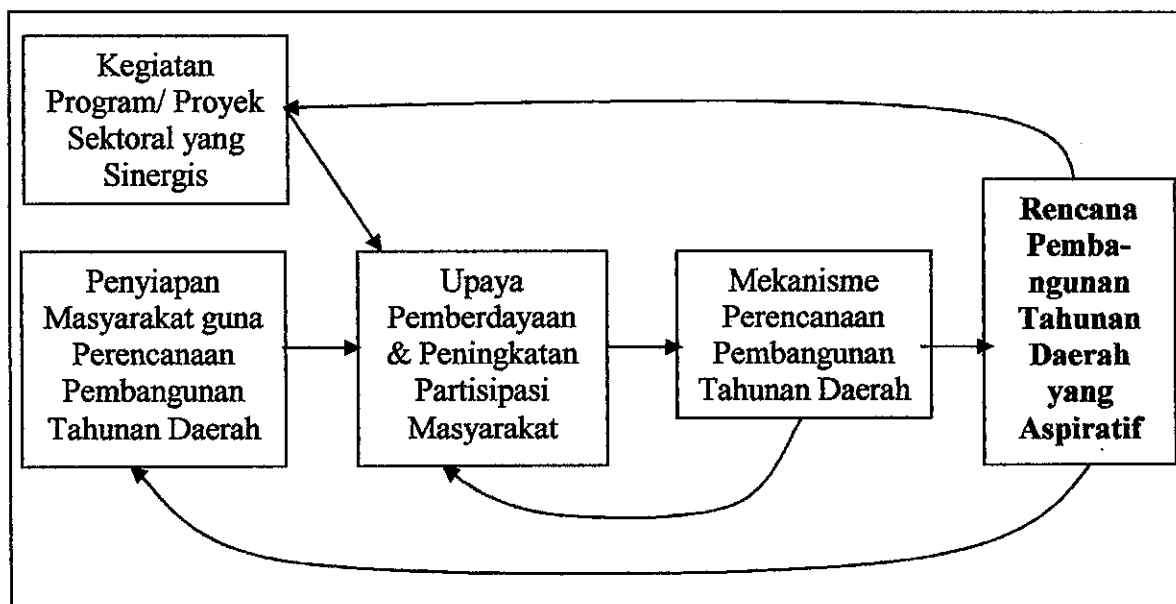 Kegiatan
Program/ Proyek
Sektoral yang
Sinergis
Penyiapan
Masyarakat guna
Perencanaan
Pembangunan
Tahunan Daerah
Upaya
Pemberdayaan
& Peningkatan
Partisipasi
Masyarakat
Mekanisme
Perencanaan
Pembangunan
Tahunan Daerah
Rencana
Pemba-
ngunan
Tahunan
Daerah
yang
Aspiratif